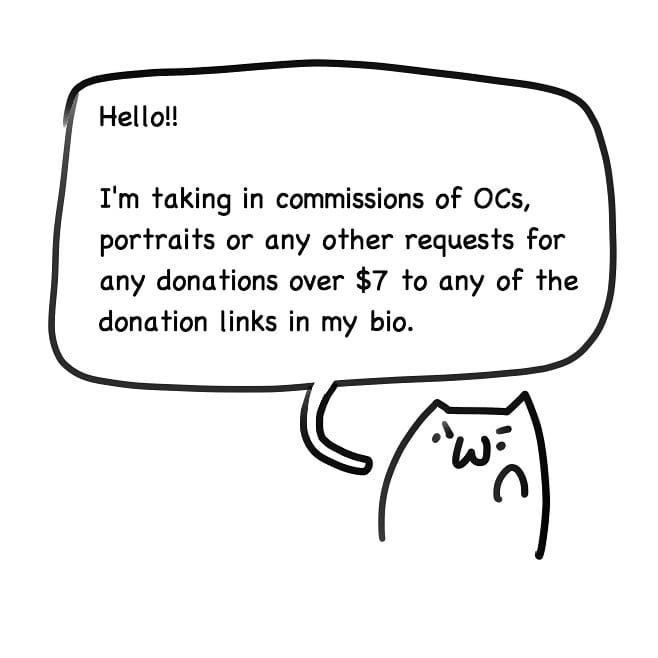 Hello!!
I'm taking in commissions of OCs,
portraits or any other requests for
any donations over $7 to any of the
donation links in my bio.